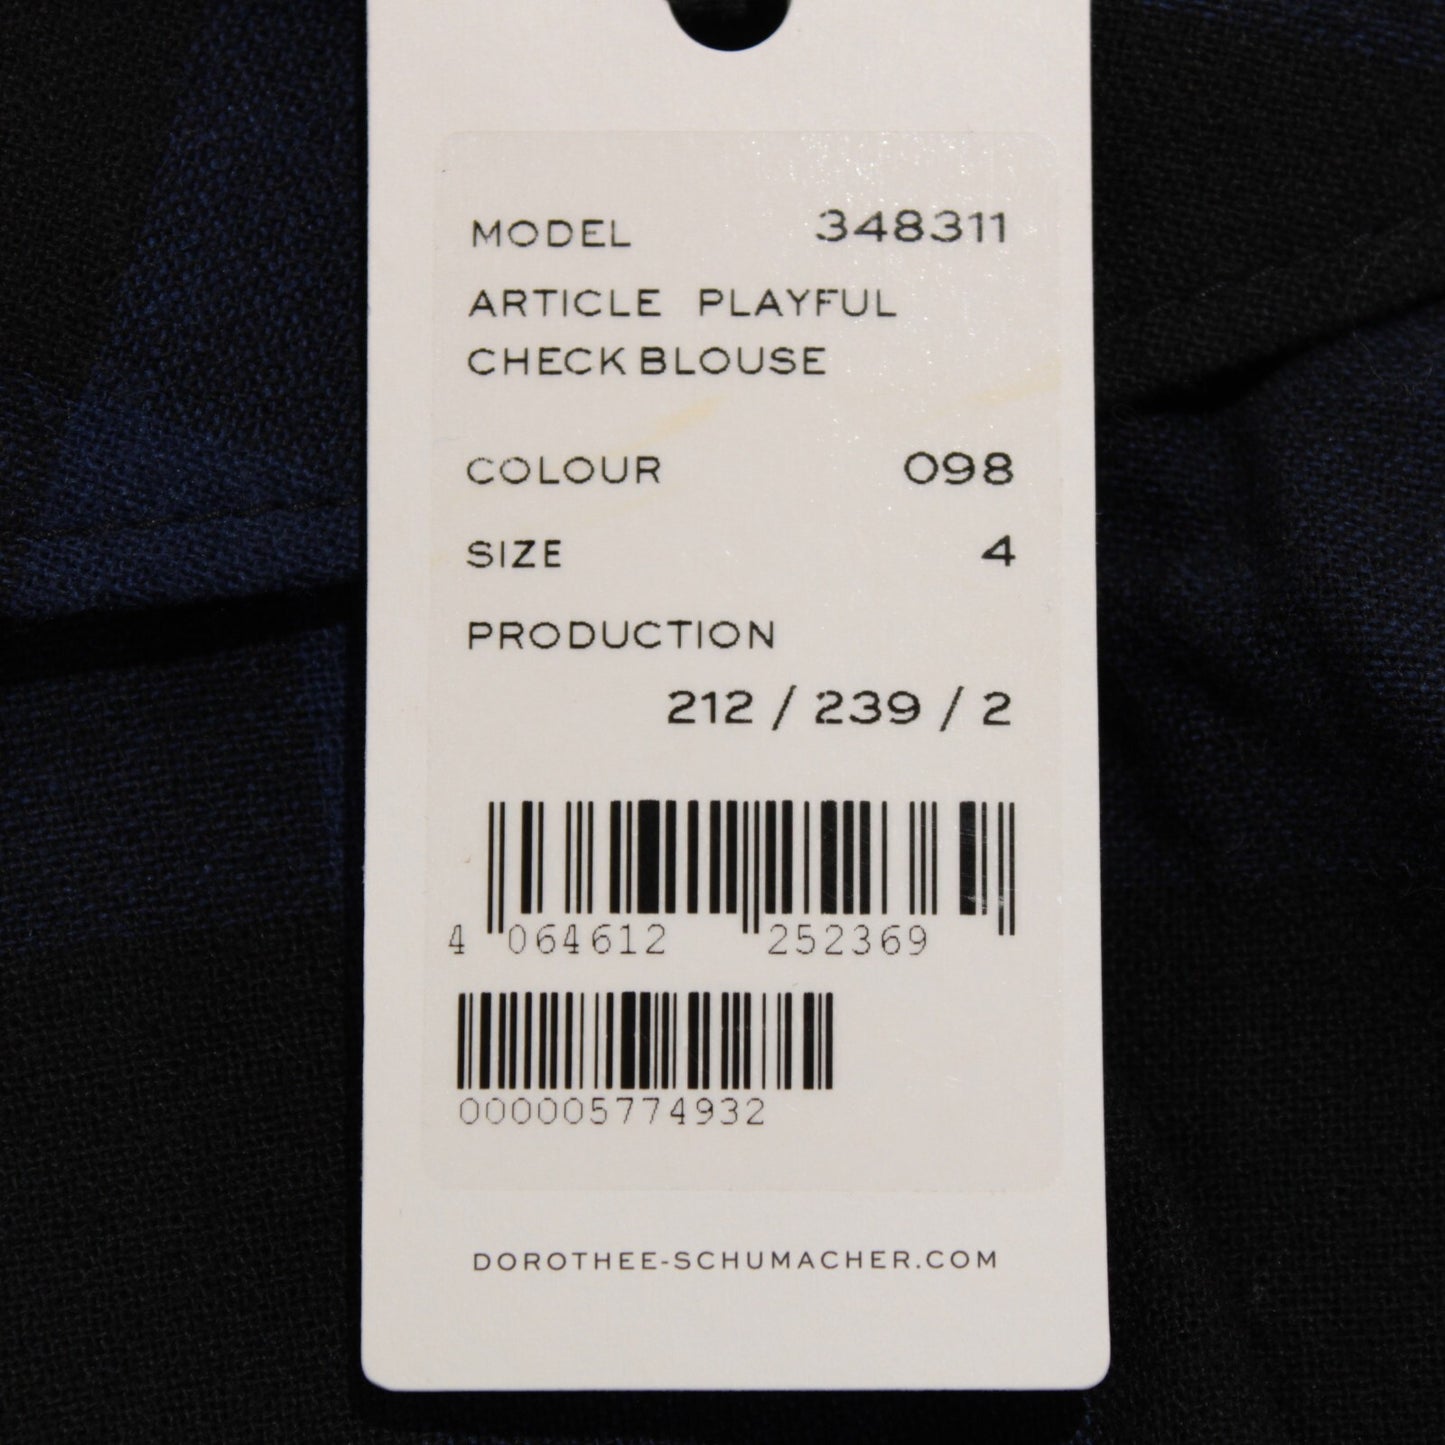 MODEL 348311
ARTICLE PLAYFUL
CHECK BLOUSE
COLOUR 098
SIZE 4
PRODUCTION
212 / 239 / 2
4 064612 252369
000005774932
DOROTHEE-SCHUMACHER.COM